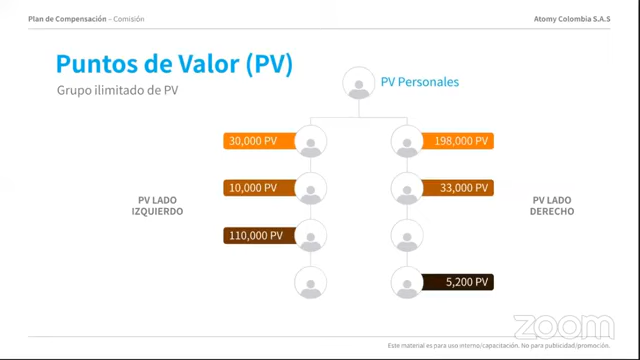 Plan de Compensación – Comisión
Atomy Colombia S.A.S
Puntos de Valor (PV)
Grupo ilimitado de PV
PV Personales
30,000 PV
198,000 PV
10,000 PV
33,000 PV
PV LADO
IZQUIERDO
PV LADO
DERECHO
110,000 PV
5,200 PV
zoom
Este material es para uso interno/capacitación. No para publicidad/promoción.